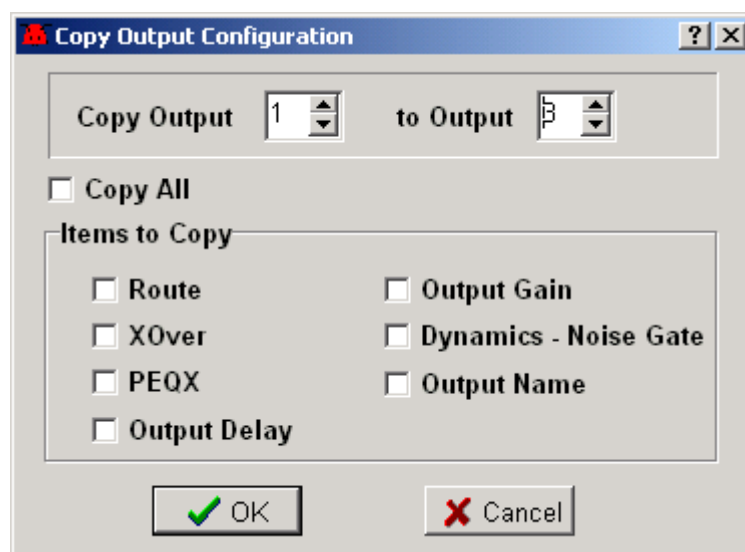 Copy Output Configuration
Copy Output 1 to Output 3
Copy All
Items to Copy
Route
Output Gain
XOver
Dynamics - Noise Gate
PEQX
Output Name
Output Delay
OK
Cancel